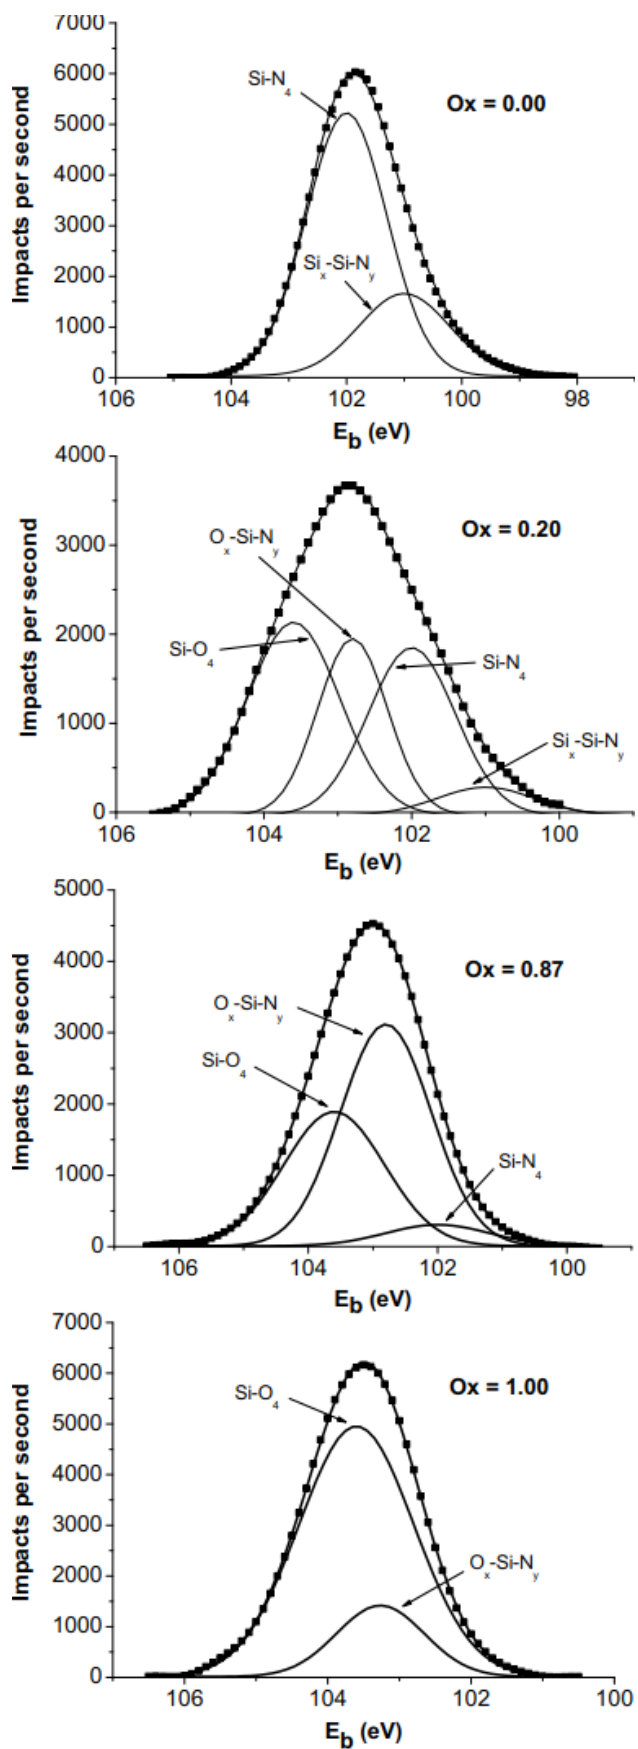 7000
6000
5000
4000
3000
2000
1000
0
Impacts per second
Si-N4
Ox = 0.00
Six-Si-Ny
106 104 102 100 98
Eb (eV)
4000
3000
2000
1000
0
Impacts per second
Ox-Si-Ny
Ox = 0.20
Si-O4
Si-N4
Six-Si-Ny
106 104 102 100
Eb (eV)
5000
4000
3000
2000
1000
0
Impacts per second
Ox = 0.87
Ox-Si-Ny
Si-O4
Si-N4
106 104 102 100
Eb (eV)
7000
6000
5000
4000
3000
2000
1000
0
Impacts per second
Si-O4
Ox = 1.00
Ox-Si-Ny
106 104 102 100
Eb (eV)